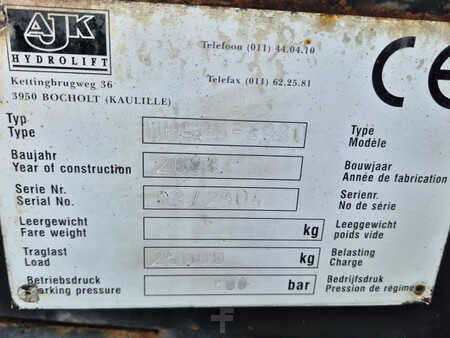 AJK
HYDROLIFT
Kettingbrugweg 36
3950 BOCHOLT (KAULILLE)
Telefoon (011) 44.04.10
Telefax (011) 62.25.81
CE
Typ
Type
Type
Modèle
Baujahr
Year of construction
Bouwjaar
Année de fabrication
Serie Nr.
Serial No.
Serienr.
No de série
Leergewicht
Fare weight
kg
Leeggewicht
poids vide
Traglast
Load
kg
Belasting
Charge
Betriebsdruck
Working pressure
bar
Bedrijfsdruk
Pression de régime